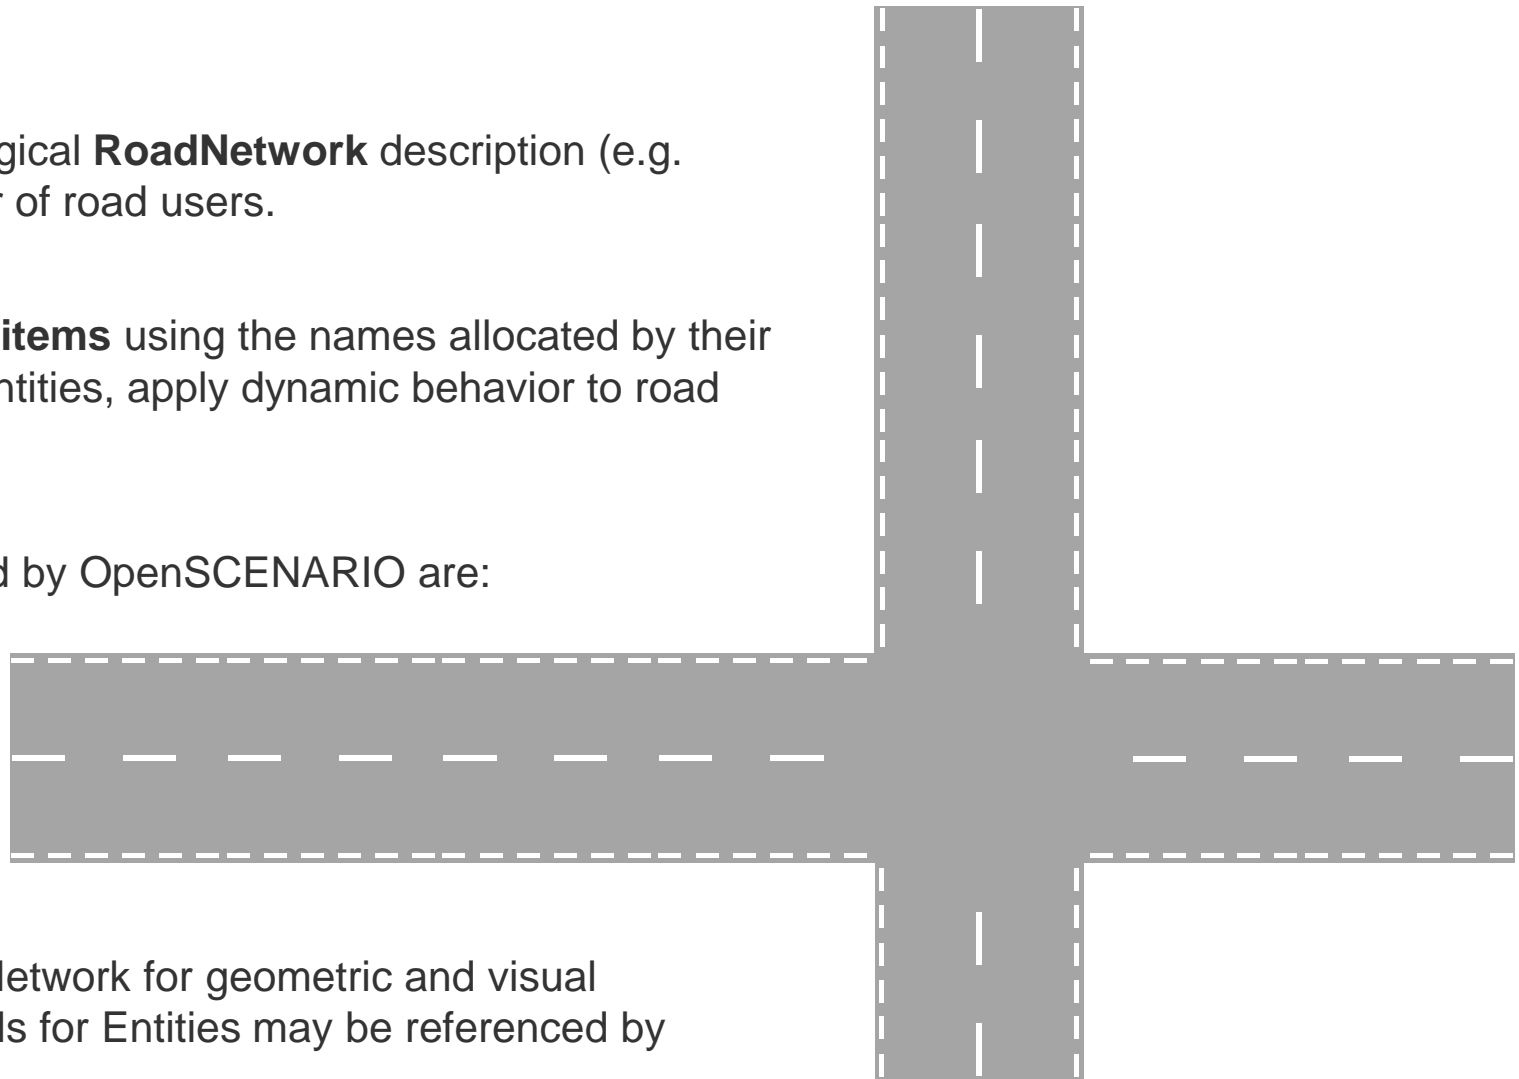 gical RoadNetwork description (e.g.
r of road users.
items using the names allocated by their
ntities, apply dynamic behavior to road
d by OpenSCENARIO are:
Network for geometric and visual
ls for Entities may be referenced by